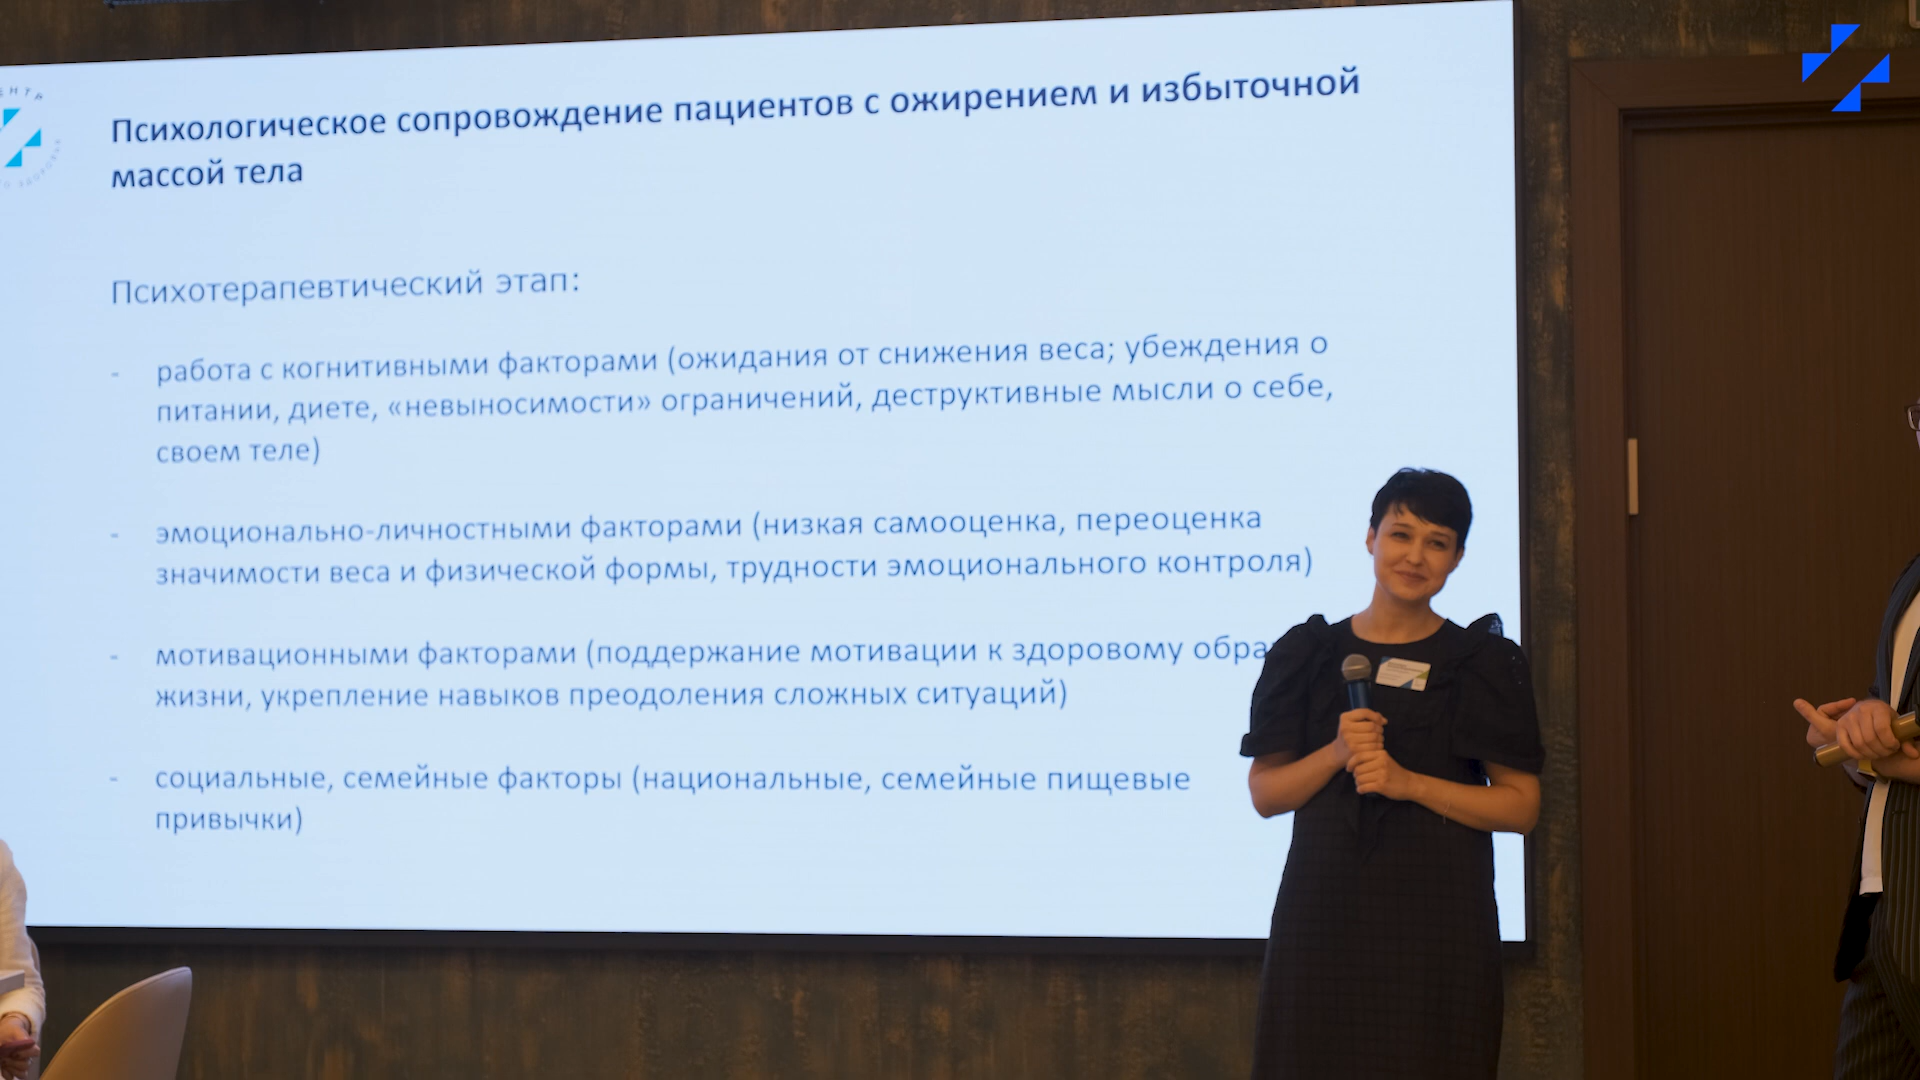 Психологическое сопровождение пациентов с ожирением и избыточной
массой тела
Психотерапевтический этап:
- работа с когнитивными факторами (ожидания от снижения веса; убеждения о
питании, диете, «невыносимости» ограничений, деструктивные мысли о себе,
своем теле)
- эмоционально-личностными факторами (низкая самооценка, переоценка
значимости веса и физической формы, трудности эмоционального контроля)
- мотивационными факторами (поддержание мотивации к здоровому обра
жизни, укрепление навыков преодоления сложных ситуаций)
- социальные, семейные факторы (национальные, семейные пищевые
привычки)